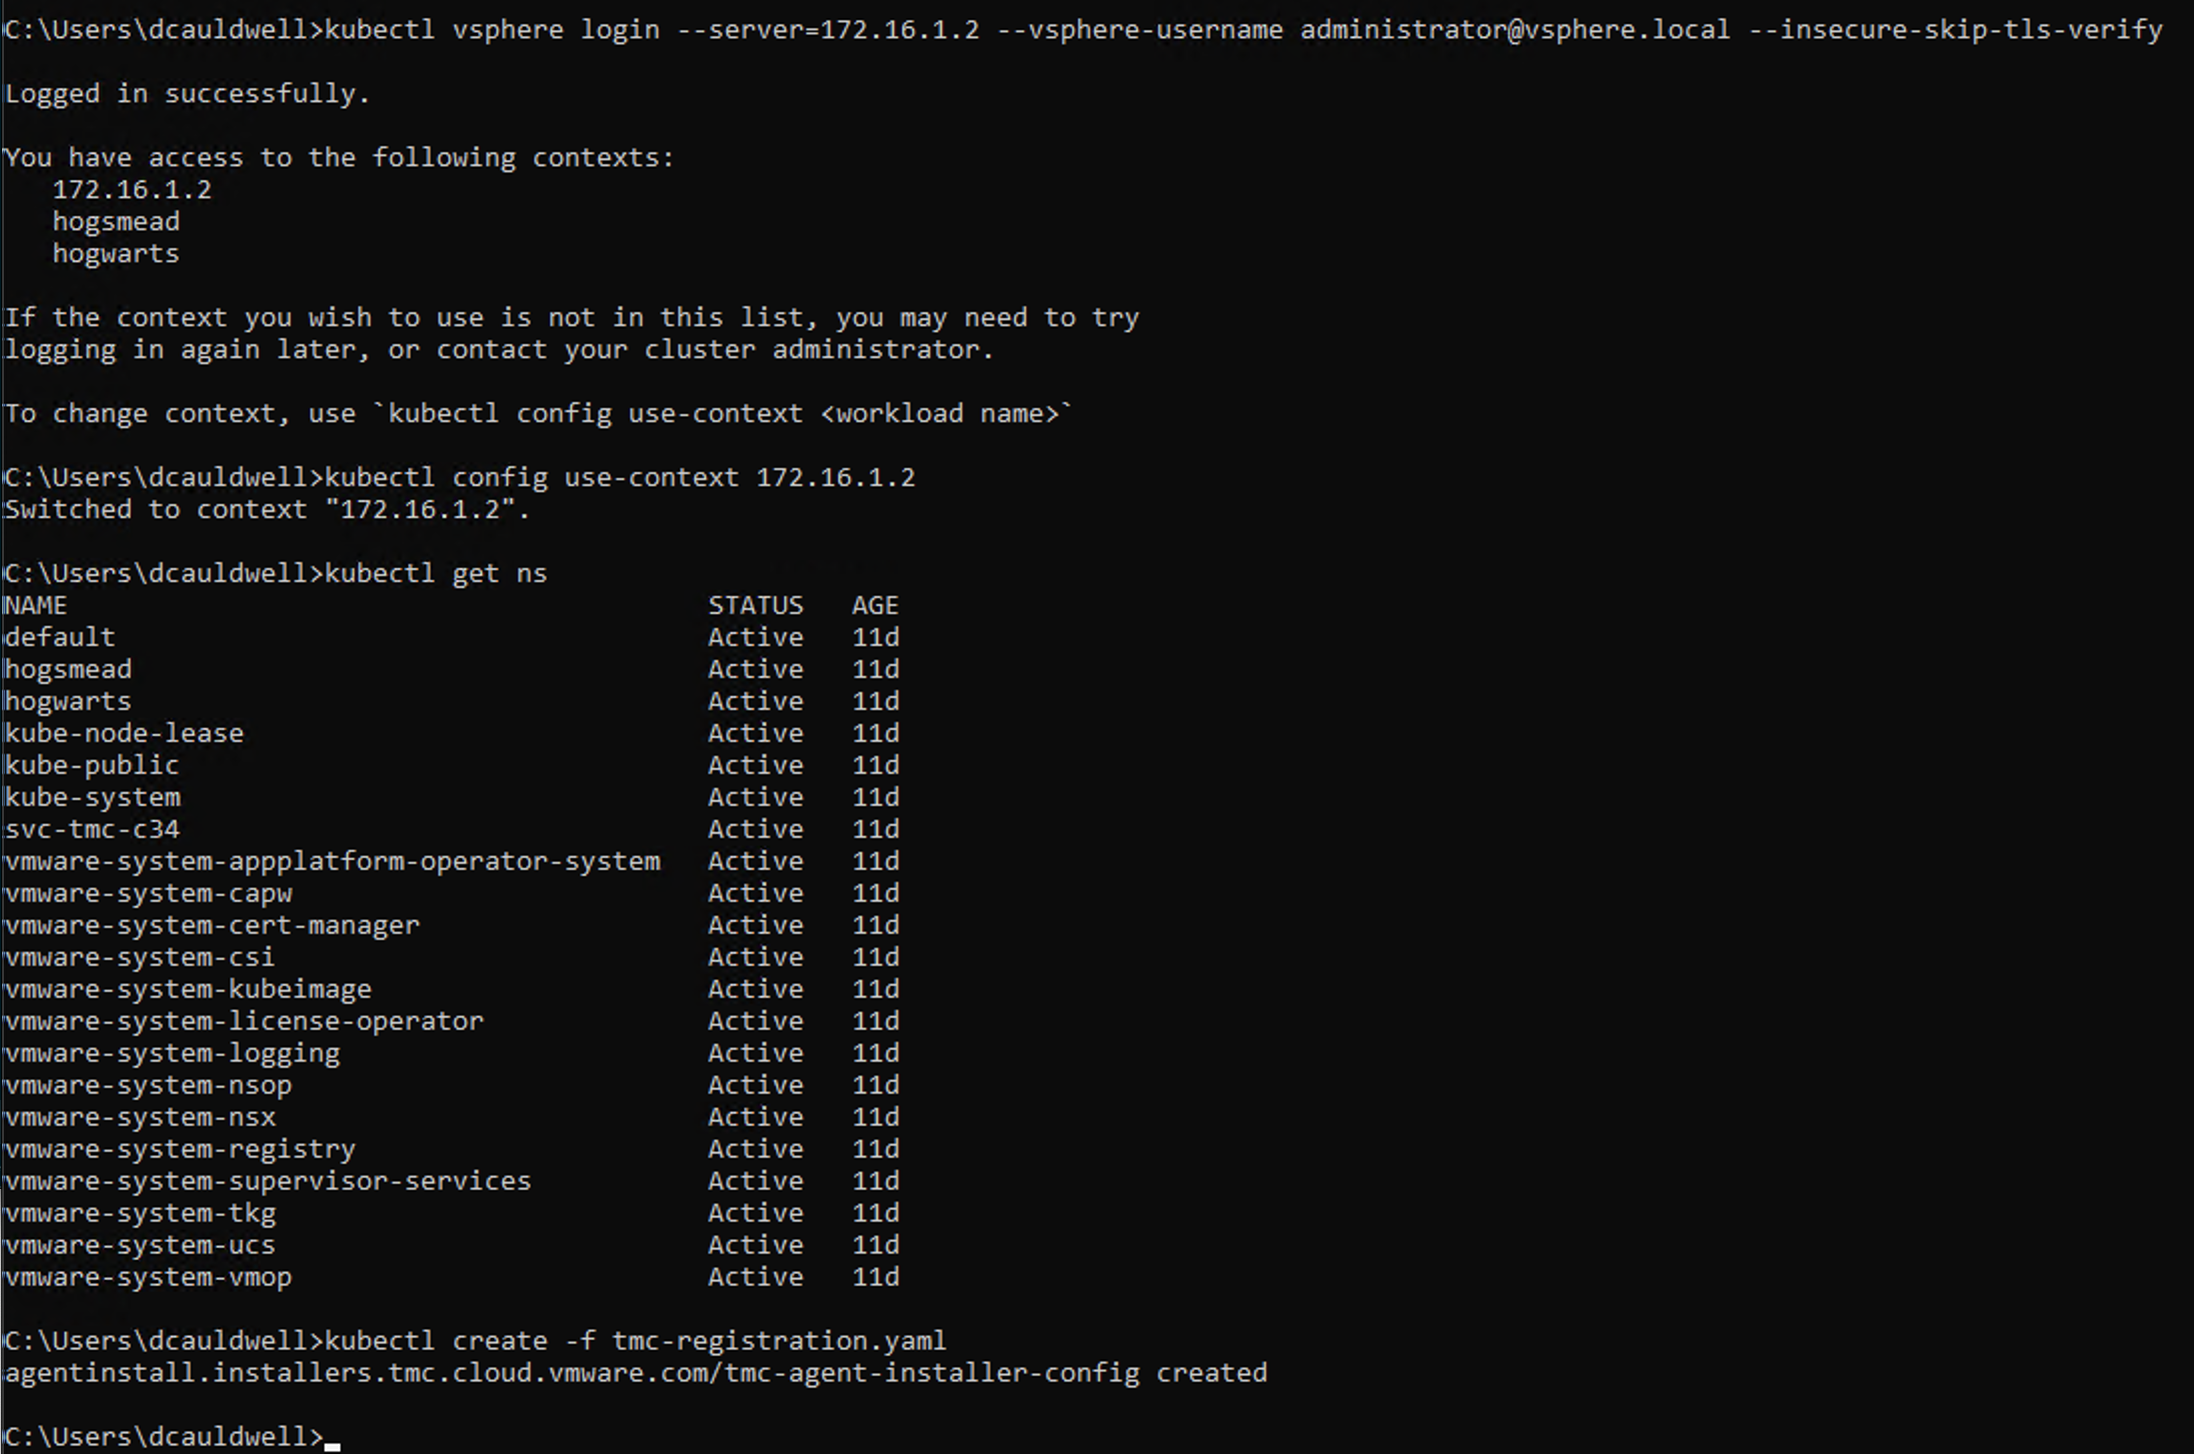 C:\Users\dcauldwell>kubectl vsphere login --server=172.16.1.2 --vsphere-username administrator@vsphere.local --insecure-skip-tls-verify
Logged in successfully.
You have access to the following contexts:
172.16.1.2
hogsmead
hogwarts
If the context you wish to use is not in this list, you may need to try
logging in again later, or contact your cluster administrator.
To change context, use `kubectl config use-context <workload name>`
C:\Users\dcauldwell>kubectl config use-context 172.16.1.2
Switched to context "172.16.1.2".
C:\Users\dcauldwell>kubectl get ns
NAME STATUS AGE
default Active 11d
hogsmead Active 11d
hogwarts Active 11d
kube-node-lease Active 11d
kube-public Active 11d
kube-system Active 11d
svc-tmc-c34 Active 11d
vmware-system-appplatform-operator-system Active 11d
vmware-system-capw Active 11d
vmware-system-cert-manager Active 11d
vmware-system-csi Active 11d
vmware-system-kubeimage Active 11d
vmware-system-license-operator Active 11d
vmware-system-logging Active 11d
vmware-system-nsop Active 11d
vmware-system-nsx Active 11d
vmware-system-registry Active 11d
vmware-system-supervisor-services Active 11d
vmware-system-tkg Active 11d
vmware-system-ucs Active 11d
vmware-system-vmop Active 11d
C:\Users\dcauldwell>kubectl create -f tmc-registration.yaml
agentinstall.installers.tmc.cloud.vmware.com/tmc-agent-installer-config created
C:\Users\dcauldwell>